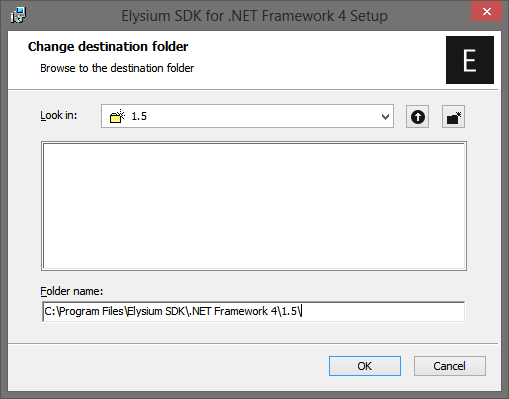 Elysium SDK for .NET Framework 4 Setup
Change destination folder
Browse to the destination folder
E
Look in:
1.5
Folder name:
C:\Program Files\Elysium SDK\.NET Framework 4\1.5\
OK
Cancel